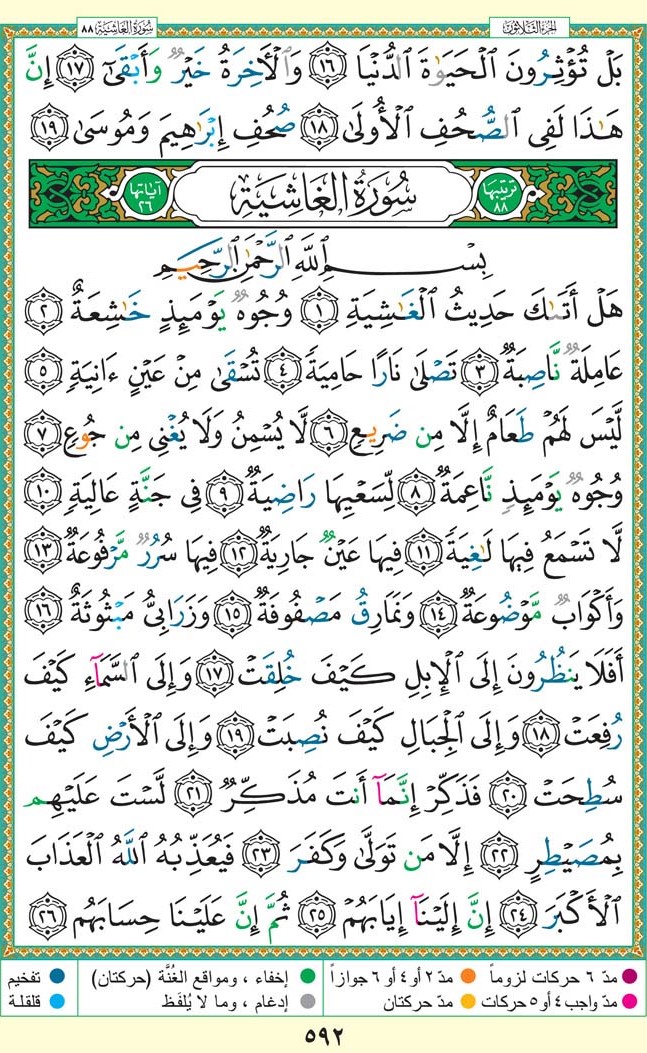 الجزء الثلاثون
سورة الغاشية ٨٨
بَلْ تُؤْثِرُونَ ٱلْحَيَوٰةَ ٱلدُّنْيَا ١٦ وَٱلْأَخِرَةُ خَيْرٌ وَأَبْقَىٰٓ ١٧ إِنَّ
هَٰذَا لَفِى ٱلصُّحُفِ ٱلْأُولَىٰ ١٨ صُحُفِ إِبْرَٰهِيمَ وَمُوسَىٰ ١٩
ترتيبها ٨٨
سُورَةُ الغَاشِيَةِ
آياتها ٢٦
بِسْمِ ٱللَّهِ ٱلرَّحْمَٰنِ ٱلرَّحِيمِ
هَلْ أَتَىٰكَ حَدِيثُ ٱلْغَٰشِيَةِ ١ وُجُوهٌ يَوْمَئِذٍ خَٰشِعَةٌ ٢
عَامِلَةٌ نَّاصِبَةٌ ٣ تَصْلَىٰ نَارًا حَامِيَةً ٤ تُسْقَىٰ مِنْ عَيْنٍ ءَانِيَةٍ ٥
لَّيْسَ لَهُمْ طَعَامٌ إِلَّا مِن ضَرِيعٍ ٦ لَّا يُسْمِنُ وَلَا يُغْنِى مِن جُوعٍ ٧
وُجُوهٌ يَوْمَئِذٍ نَّاعِمَةٌ ٨ لِّسَعْيِهَا رَاضِيَةٌ ٩ فِى جَنَّةٍ عَالِيَةٍ ١٠
لَّا تَسْمَعُ فِيهَا لَٰغِيَةً ١١ فِيهَا عَيْنٌ جَارِيَةٌ ١٢ فِيهَا سُرُرٌ مَّرْفُوعَةٌ ١٣
وَأَكْوَابٌ مَّوْضُوعَةٌ ١٤ وَنَمَارِقُ مَصْفُوفَةٌ ١٥ وَزَرَابِىُّ مَبْثُوثَةٌ ١٦
أَفَلَا يَنظُرُونَ إِلَى ٱلْإِبِلِ كَيْفَ خُلِقَتْ ١٧ وَإِلَى ٱلسَّمَآءِ كَيْفَ
رُفِعَتْ ١٨ وَإِلَى ٱلْجِبَالِ كَيْفَ نُصِبَتْ ١٩ وَإِلَى ٱلْأَرْضِ كَيْفَ
سُطِحَتْ ٢٠ فَذَكِّرْ إِنَّمَآ أَنتَ مُذَكِّرٌ ٢١ لَّسْتَ عَلَيْهِم
بِمُصَيْطِرٍ ٢٢ إِلَّا مَن تَوَلَّىٰ وَكَفَرَ ٢٣ فَيُعَذِّبُهُ ٱللَّهُ ٱلْعَذَابَ
ٱلْأَكْبَرَ ٢٤ إِنَّ إِلَيْنَآ إِيَابَهُمْ ٢٥ ثُمَّ إِنَّ عَلَيْنَا حِسَابَهُم ٢٦
مدّ ٦ حركات لزوماً مدّ ٢ أو ٤ أو ٦ جوازاً إخفاء ، ومواقع الغُنَّة (حركتان) تفخيم
مدّ واجب ٤ أو ٥ حركات مدّ حركتان إدغام ، وما لا يُلفَظ قلقلة
٥٩٢